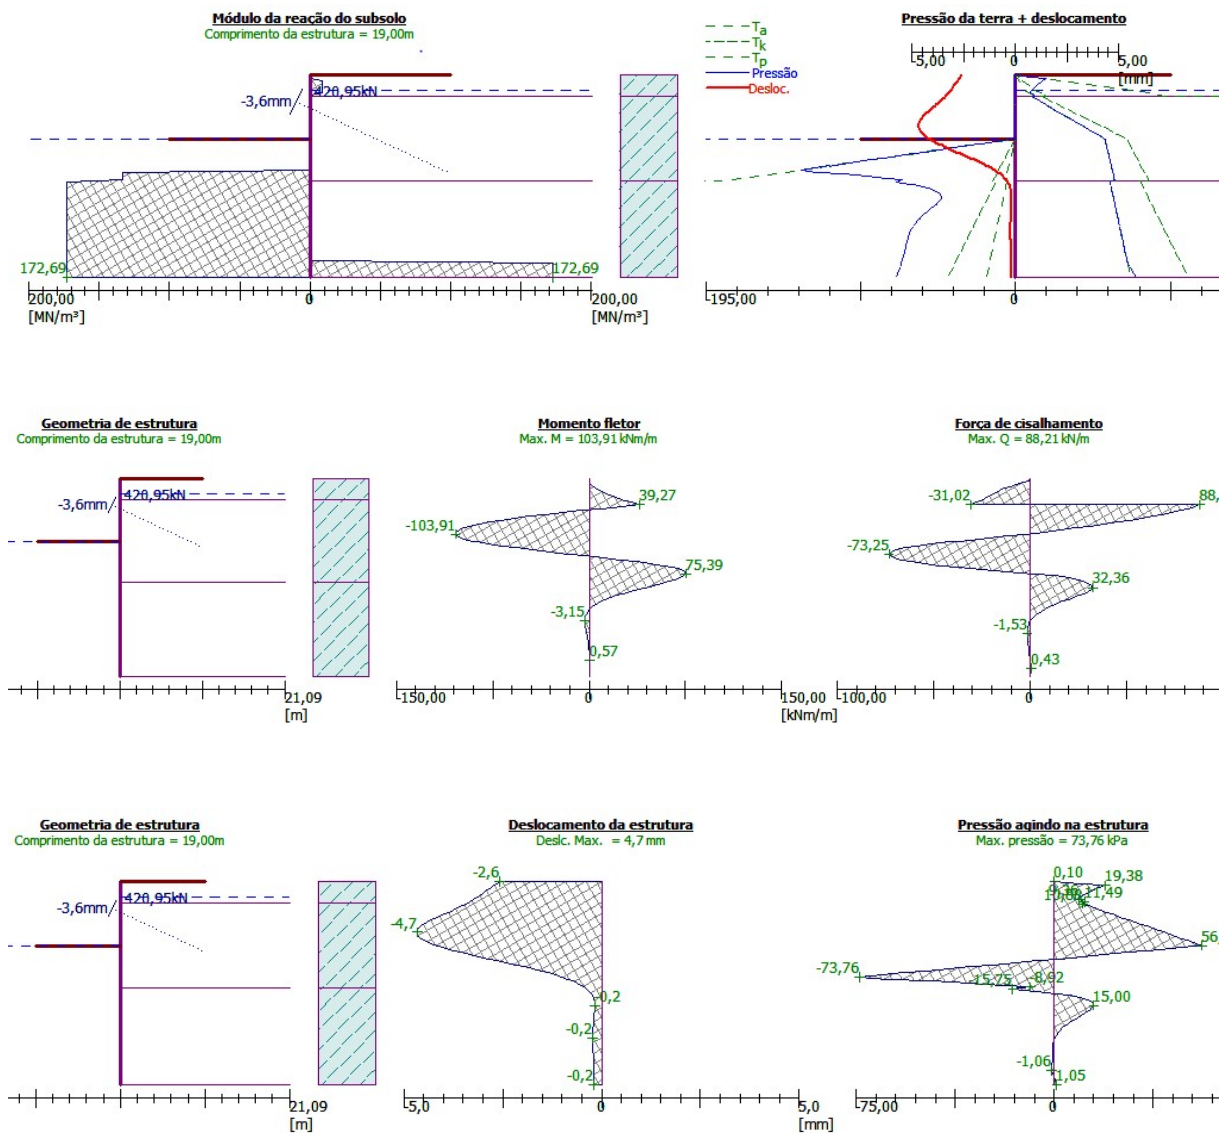 Módulo da reação do subsolo
Comprimento da estrutura = 19,00m
420,95kN
-3,6mm
172,69
172,69
200,00
0
200,00
[MN/m³]
[MN/m³]
Pressão da terra + deslocamento
Ta
Tk
Tp
Pressão
Desloc.
-5,00
5,00
[mm]
-195,00
0
Geometria de estrutura
Comprimento da estrutura = 19,00m
420,95kN
-3,6mm
21,09
[m]
Momento fletor
Max. M = 103,91 kNm/m
39,27
-103,91
75,39
-3,15
0,57
-150,00
0
150,00
[kNm/m]
Força de cisalhamento
Max. Q = 88,21 kN/m
-31,02
88,
-73,25
32,36
-1,53
0,43
-100,00
0
Geometria de estrutura
Comprimento da estrutura = 19,00m
420,95kN
-3,6mm
21,09
[m]
Deslocamento da estrutura
Deslc. Max. = 4,7 mm
-2,6
-4,7
-0,2
-0,2
-0,2
-5,0
0
5,0
[mm]
Pressão agindo na estrutura
Max. pressão = 73,76 kPa
0,10
19,38
11,49
56,
-73,76
-15,75
-8,92
15,00
-1,06
1,05
-75,00
0